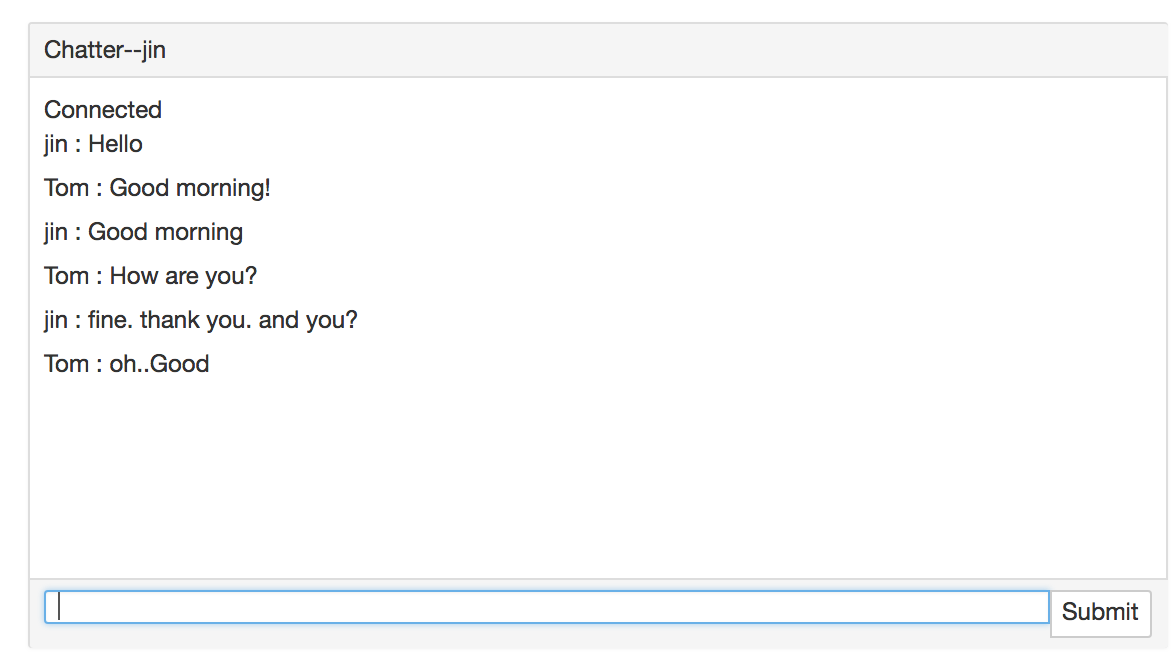 Chatter--jin
Connected
jin : Hello
Tom : Good morning!
jin : Good morning
Tom : How are you?
jin : fine. thank you. and you?
Tom : oh..Good
Submit